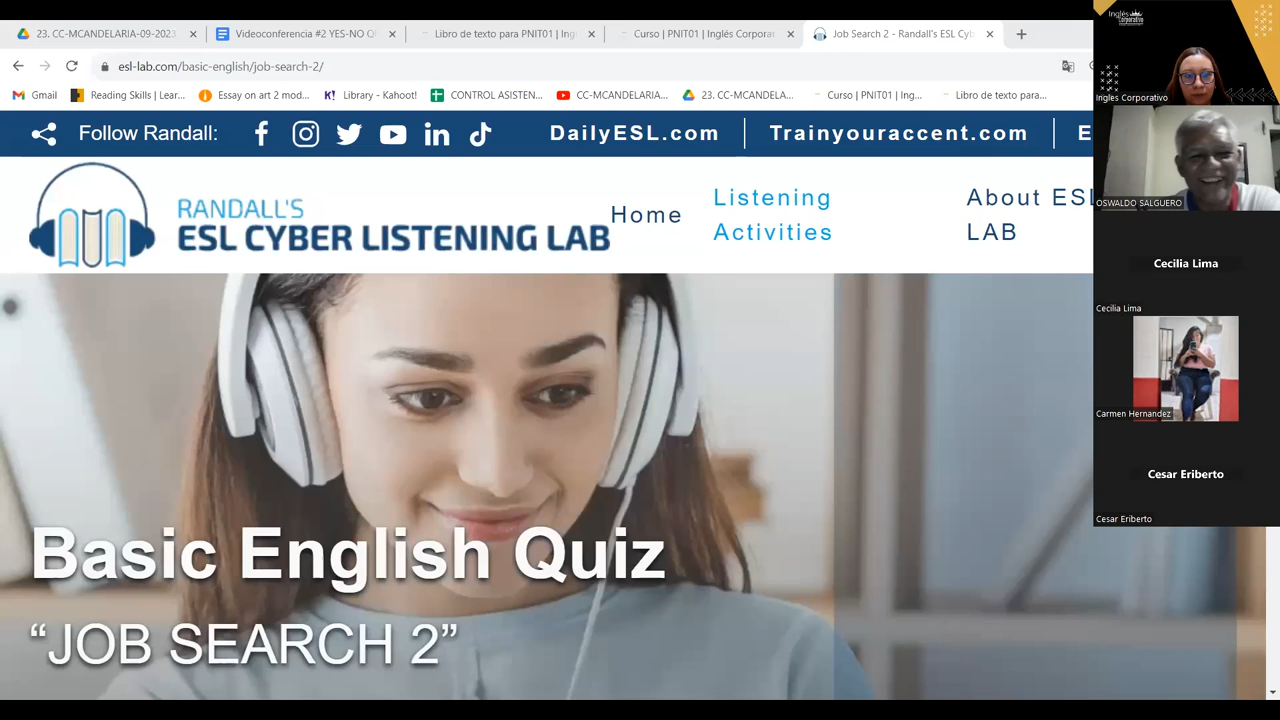 23. CC-MCANDELARIA-09-2023
Videoconferencia #2 YES-NO Q
Libro de texto para PNIT01 | Ing
Curso | PNIT01 | Inglés Corpora
Job Search 2 - Randall's ESL Cyb
esl-lab.com/basic-english/job-search-2/
Gmail
Reading Skills | Lear...
Essay on art 2 mod...
Library - Kahoot!
CONTROL ASISTEN...
CC-MCANDELARIA...
23. CC-MCANDELA...
Curso | PNIT01 | Ing...
Libro de texto para...
Follow Randall:
DailyESL.com
Trainyouraccent.com
E
RANDALL'S
ESL CYBER LISTENING LAB
Home
Listening
Activities
About ESL
LAB
Basic English Quiz
“JOB SEARCH 2”
Inglés
Corporativo
Ingles Corporativo
OSWALDO SALGUERO
Cecilia Lima
Cecilia Lima
Carmen Hernandez
Cesar Eriberto
Cesar Eriberto